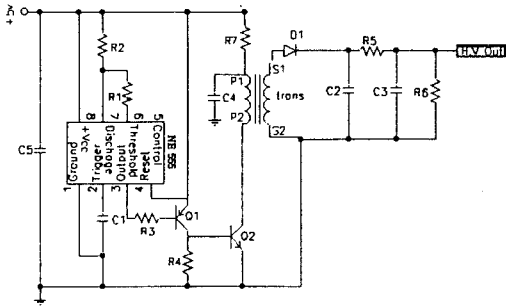 +5v
R2
R1
8 7 6 5
+Vcc
Discharge
Threshold
Control
NE 555
Ground
Trigger
Output
Reset
1 2 3 4
C5
C1
R3
Q1
R4
Q2
R7
C4
P1
P2
S1
trans
S2
D1
C2
R5
C3
R6
H.V. Out